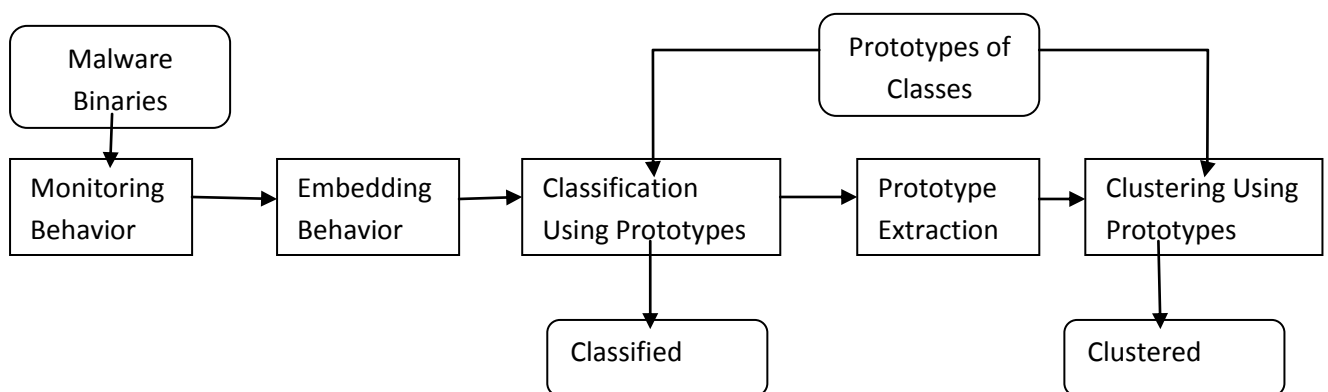 Malware
Binaries
Prototypes of
Classes
Monitoring
Behavior
Embedding
Behavior
Classification
Using Prototypes
Prototype
Extraction
Clustering Using
Prototypes
Classified
Clustered